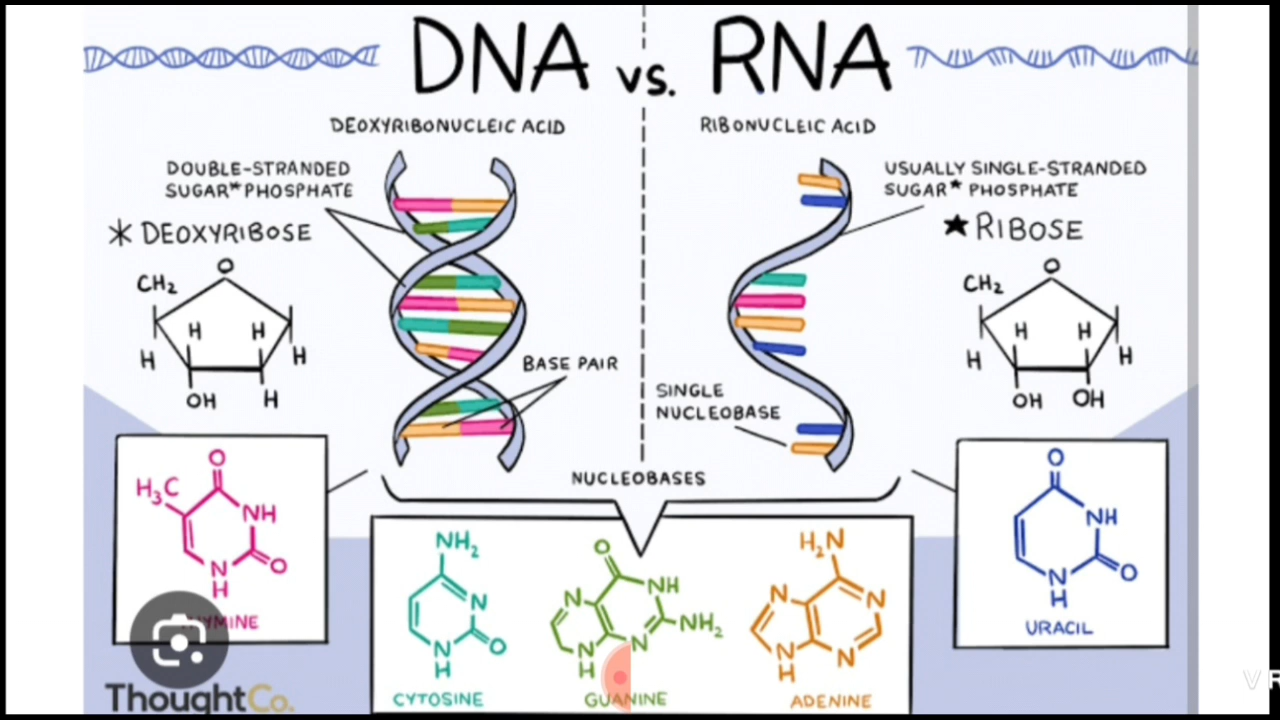 DNA vs. RNA
DEOXYRIBONUCLEIC ACID
RIBONUCLEIC ACID
DOUBLE-STRANDED
SUGAR* PHOSPHATE
* DEOXYRIBOSE
O
CH₂
H H
H H
OH H
USUALLY SINGLE-STRANDED
SUGAR★ PHOSPHATE
★ RIBOSE
O
CH₂
H H
H H
OH OH
BASE PAIR
SINGLE
NUCLEOBASE
NUCLEOBASES
O
H₃C
NH
N O
H
NH₂
N
N O
H
CYTOSINE
O
N NH
N N NH₂
H
GUANINE
H₂N
N N
N N
H
ADENINE
O
NH
N O
H
URACIL
ThoughtCo.